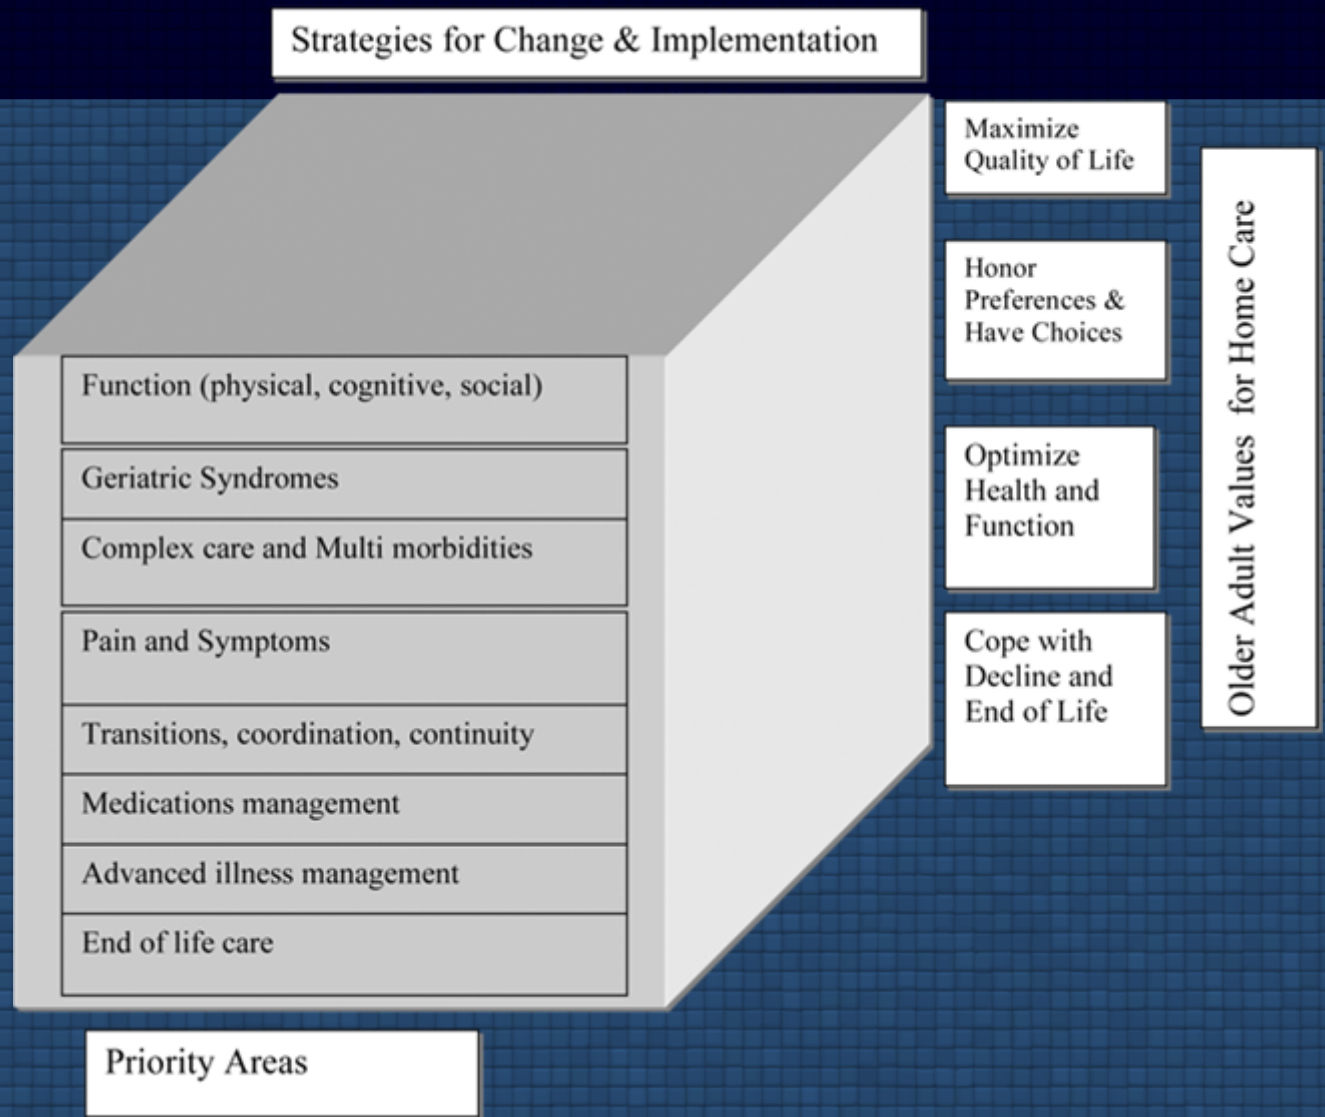 Strategies for Change & Implementation
Maximize
Quality of Life
Honor
Preferences &
Have Choices
Optimize
Health and
Function
Cope with
Decline and
End of Life
Older Adult Values for Home Care
Function (physical, cognitive, social)
Geriatric Syndromes
Complex care and Multi morbidities
Pain and Symptoms
Transitions, coordination, continuity
Medications management
Advanced illness management
End of life care
Priority Areas